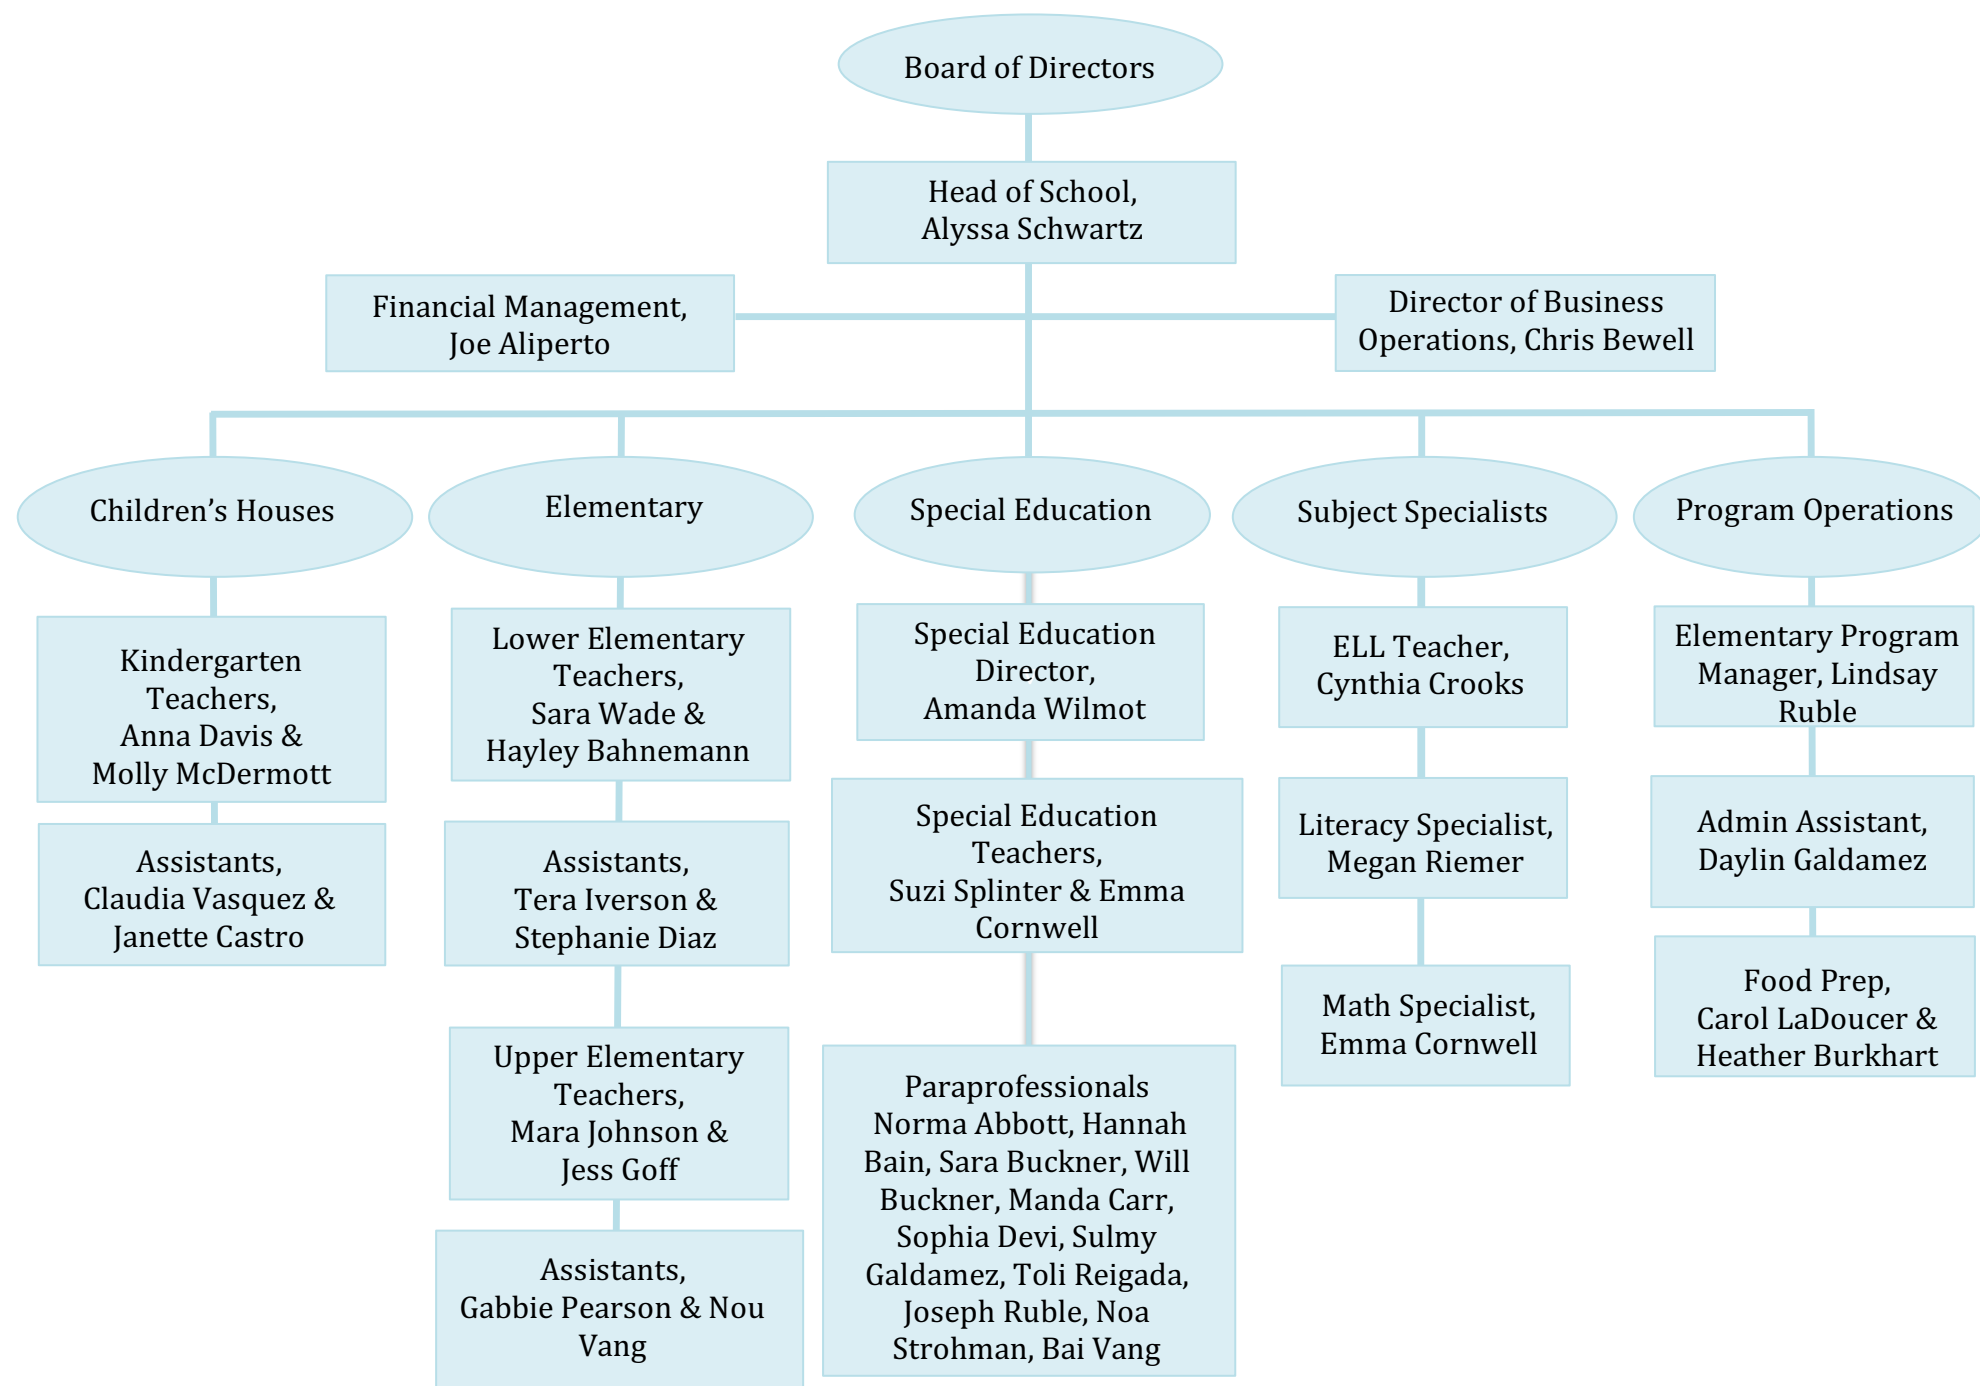 Board of Directors
Head of School,
Alyssa Schwartz
Financial Management,
Joe Aliperto
Director of Business
Operations, Chris Bewell
Children’s Houses
Elementary
Special Education
Subject Specialists
Program Operations
Kindergarten
Teachers,
Anna Davis &
Molly McDermott
Assistants,
Claudia Vasquez &
Janette Castro
Lower Elementary
Teachers,
Sara Wade &
Hayley Bahnemann
Assistants,
Tera Iverson &
Stephanie Diaz
Upper Elementary
Teachers,
Mara Johnson &
Jess Goff
Assistants,
Gabbie Pearson & Nou
Vang
Special Education
Director,
Amanda Wilmot
Special Education
Teachers,
Suzi Splinter & Emma
Cornwell
Paraprofessionals
Norma Abbott, Hannah
Bain, Sara Buckner, Will
Buckner, Manda Carr,
Sophia Devi, Sulmy
Galdamez, Toli Reigada,
Joseph Ruble, Noa
Strohman, Bai Vang
ELL Teacher,
Cynthia Crooks
Literacy Specialist,
Megan Riemer
Math Specialist,
Emma Cornwell
Elementary Program
Manager, Lindsay
Ruble
Admin Assistant,
Daylin Galdamez
Food Prep,
Carol LaDoucer &
Heather Burkhart